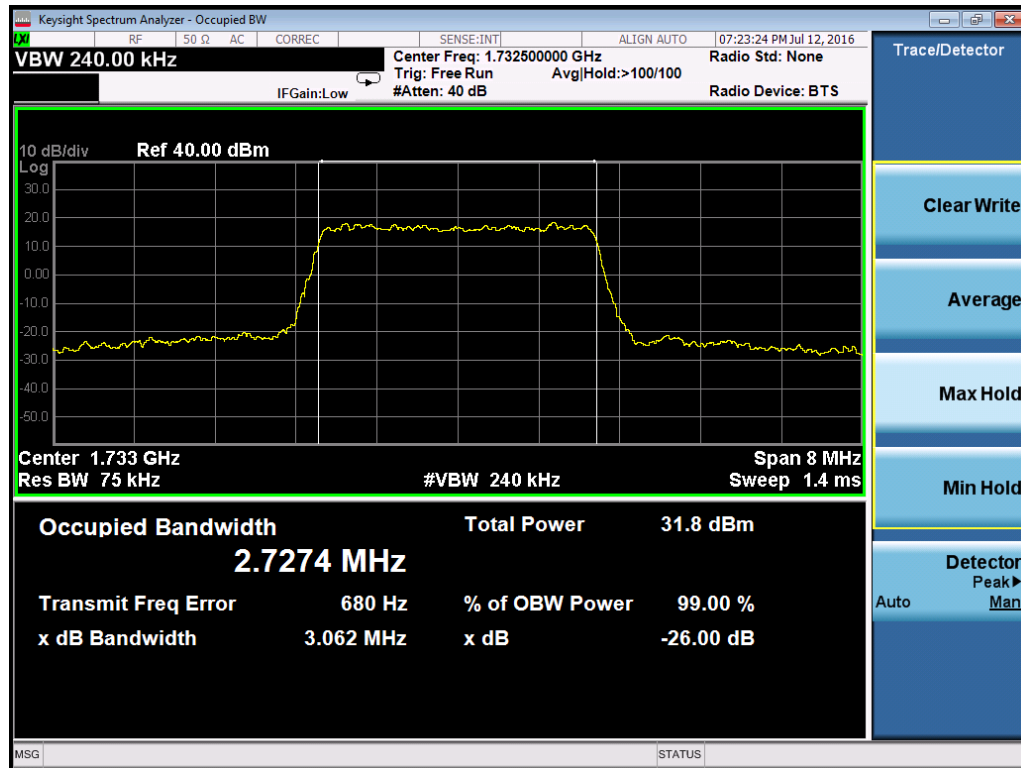 Keysight Spectrum Analyzer - Occupied BW
LXI RF 50 Ω AC CORREC SENSE:INT ALIGN AUTO 07:23:24 PM Jul 12, 2016
VBW 240.00 kHz Center Freq: 1.732500000 GHz Radio Std: None
Trig: Free Run Avg|Hold:>100/100
IFGain:Low #Atten: 40 dB Radio Device: BTS
10 dB/div Ref 40.00 dBm
Log
30.0
20.0
10.0
0.00
-10.0
-20.0
-30.0
-40.0
-50.0
Center 1.733 GHz Span 8 MHz
Res BW 75 kHz #VBW 240 kHz Sweep 1.4 ms
Occupied Bandwidth Total Power 31.8 dBm
2.7274 MHz
Transmit Freq Error 680 Hz % of OBW Power 99.00 %
x dB Bandwidth 3.062 MHz x dB -26.00 dB
Trace/Detector
Clear Write
Average
Max Hold
Min Hold
Detector
Peak▶
Auto Man
MSG STATUS